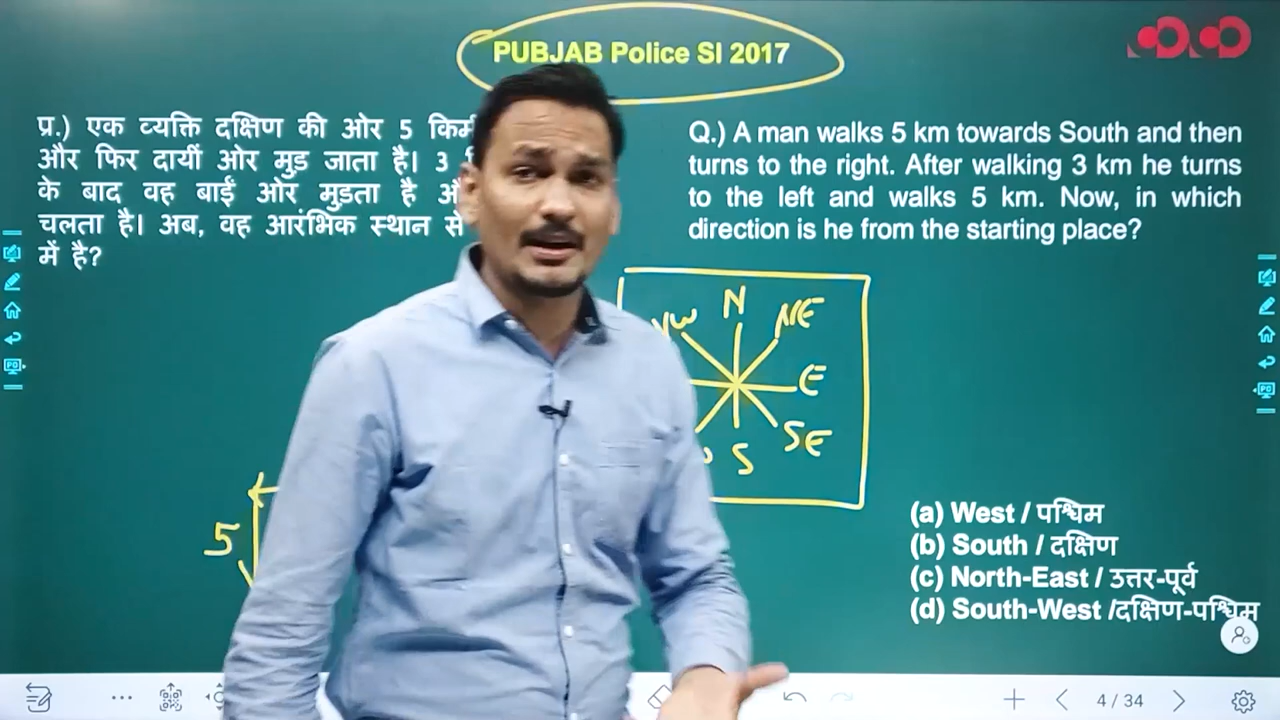 PUBJAB Police SI 2017
प्र.) एक व्यक्ति दक्षिण की ओर 5
और फिर दायीं ओर मुड़ जाता है। 3
के बाद वह बाईं ओर मुड़ता है
चलता है। अब, वह आरंभिक स्थान से
में है?
Q.) A man walks 5 km towards South and then
turns to the right. After walking 3 km he turns
to the left and walks 5 km. Now, in which
direction is he from the starting place?
N
NE
E
SE
S
5
(a) West / पश्चिम
(b) South / दक्षिण
(c) North-East / उत्तर-पूर्व
(d) South-West /दक्षिण-पश्चिम
4 / 34